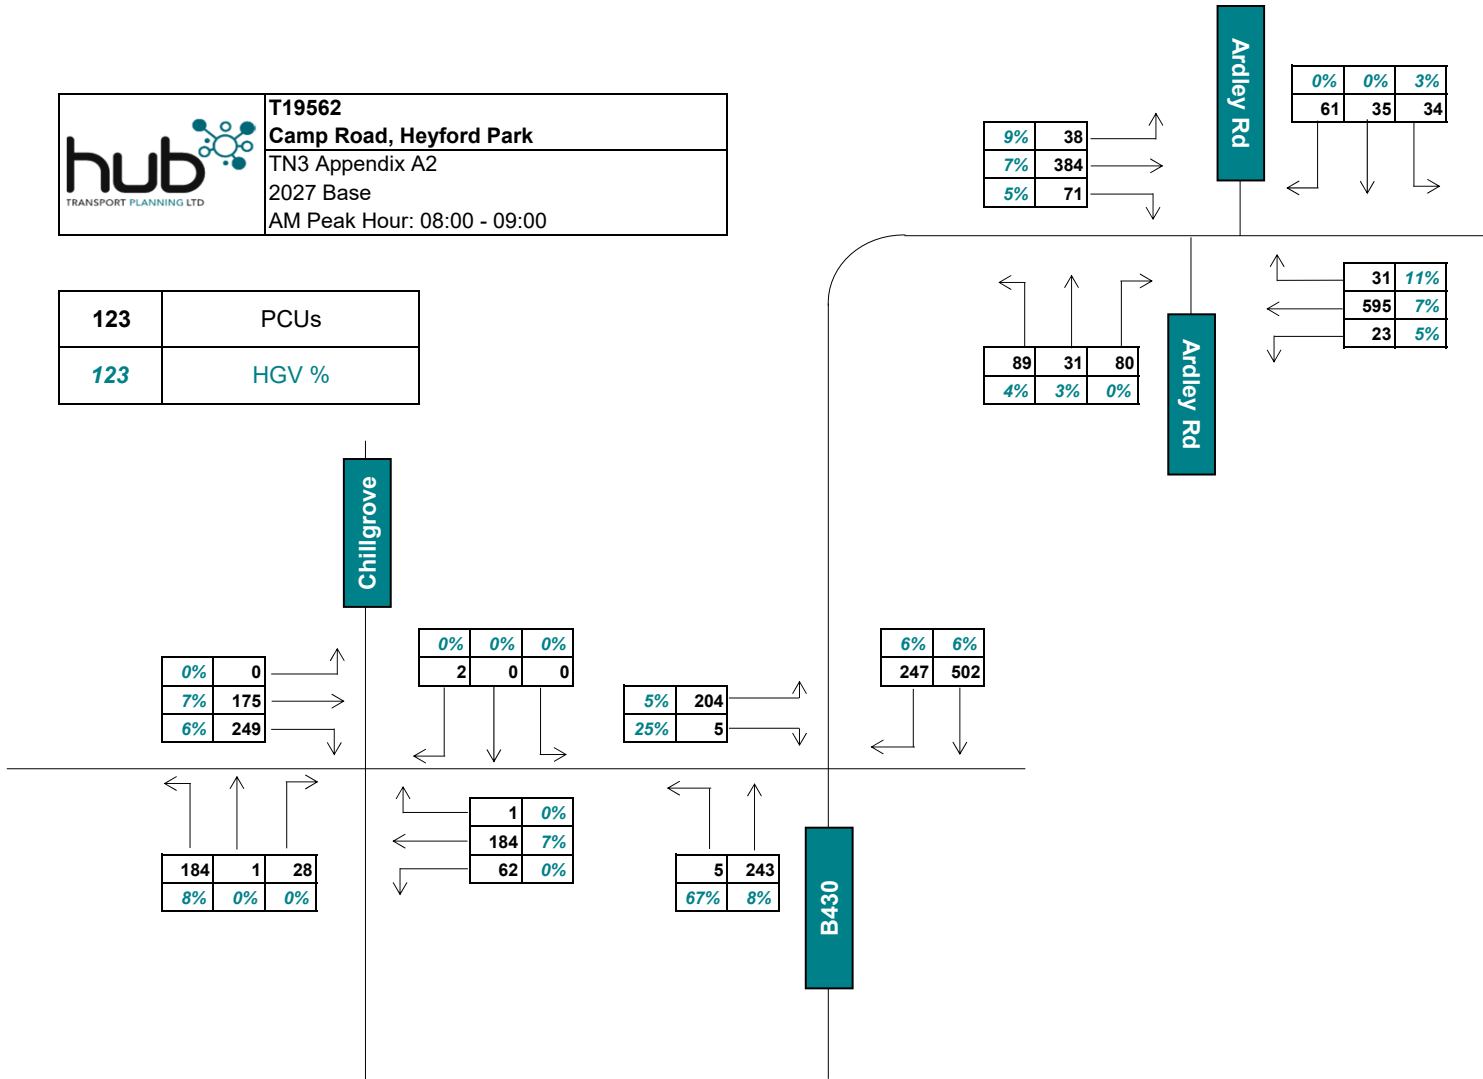 hub
TRANSPORT PLANNING LTD
T19562
Camp Road, Heyford Park
TN3 Appendix A2
2027 Base
AM Peak Hour: 08:00 - 09:00
123 PCUs
123 HGV %
Ardley Rd
0% 0% 3%
61 35 34
9% 38
7% 384
5% 71
31 11%
595 7%
23 5%
89 31 80
4% 3% 0%
Ardley Rd
Chillgrove
0% 0
7% 175
6% 249
0% 0% 0%
2 0 0
5% 204
25% 5
6% 6%
247 502
184 1 28
8% 0% 0%
1 0%
184 7%
62 0%
5 243
67% 8%
B430